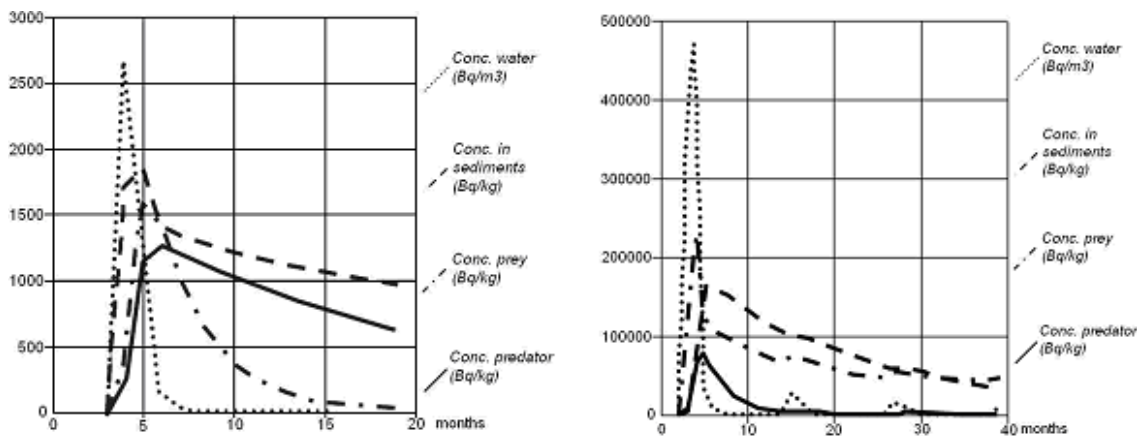 3000
2500
2000
1500
1000
500
0
0 5 10 15 20 months
Conc. water
(Bq/m3)
Conc. in
sediments
(Bq/kg)
Conc. prey
(Bq/kg)
Conc. predator
(Bq/kg)
500000
400000
300000
200000
100000
0
0 10 20 30 40 months
Conc. water
(Bq/m3)
Conc. in
sediments
(Bq/kg)
Conc. prey
(Bq/kg)
Conc. predator
(Bq/kg)